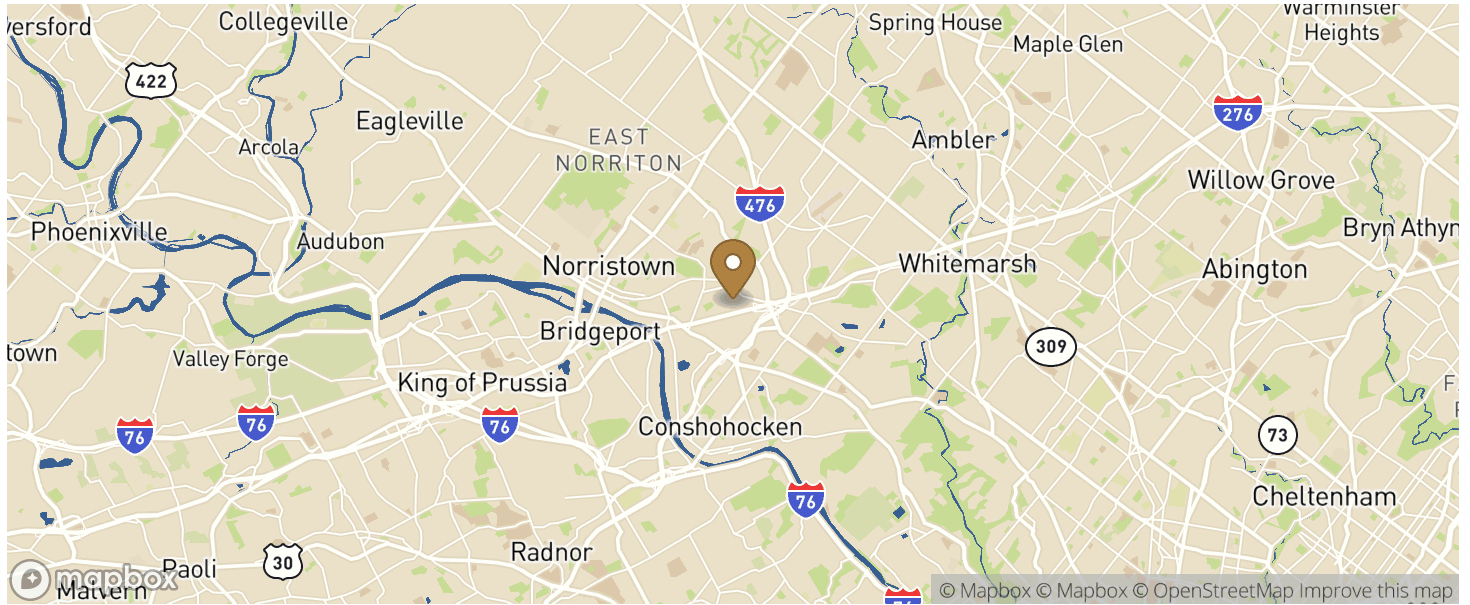 versford
Collegeville
Spring House
Warminster
Heights
Maple Glen
422
276
Eagleville
EAST
NORRITON
Arcola
Ambler
Willow Grove
476
Phoenixville
Audubon
Bryn Athyn
Norristown
Whitemarsh
Abington
Bridgeport
309
town
Valley Forge
King of Prussia
76
76
76
Conshohocken
73
76
Cheltenham
Radnor
30
Paoli
mapbox
Malvern
76
© Mapbox © Mapbox © OpenStreetMap Improve this map